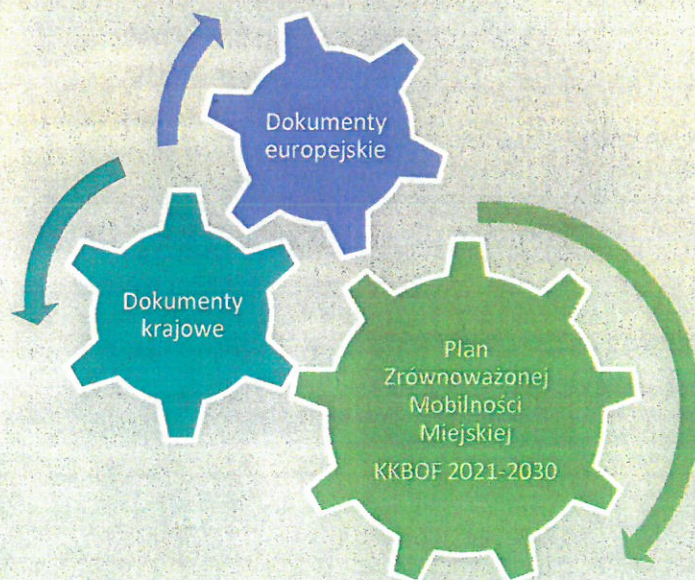 Dokumenty
europejskie
Dokumenty
krajowe
Plan
Zrównoważonej
Mobilności
Miejskiej
KKBOF 2021-2030